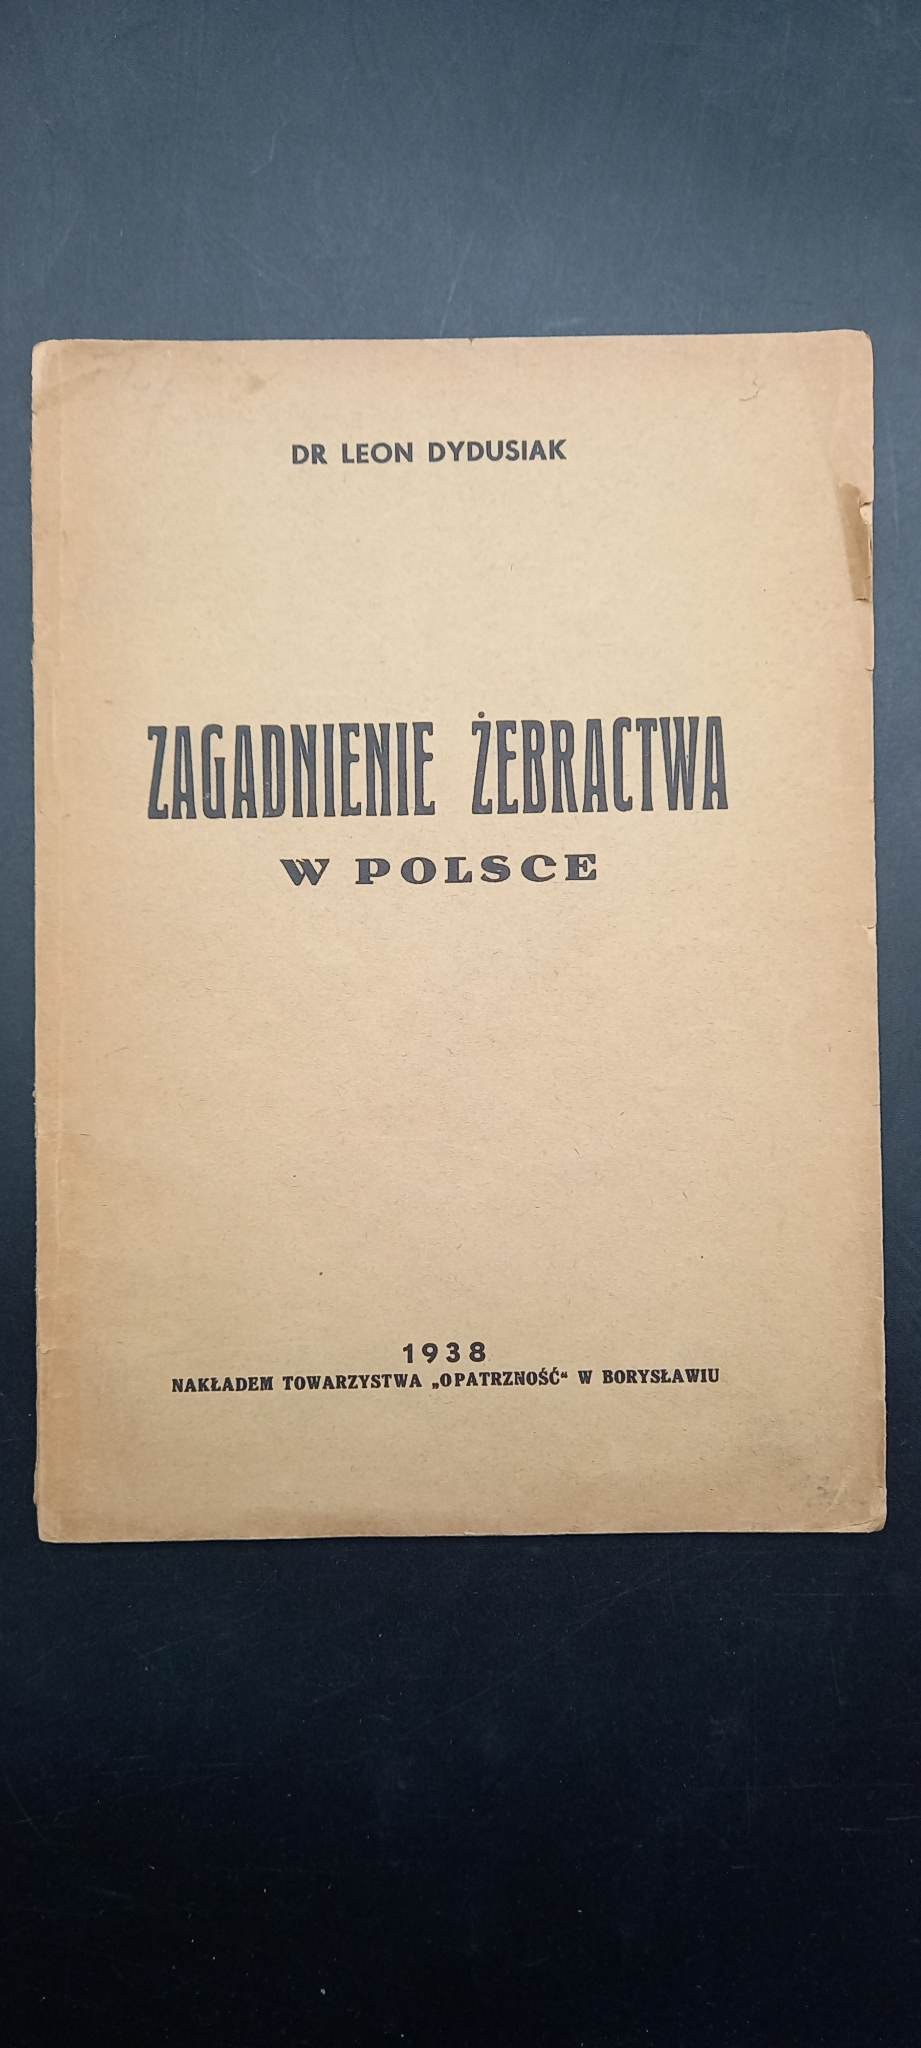 DR LEON DYDUSIAK
ZAGADNIENIE ŻEBRACTWA
W POLSCE
1938
NAKŁADEM TOWARZYSTWA „OPATRZNOŚĆ“ W BORYSŁAWIU